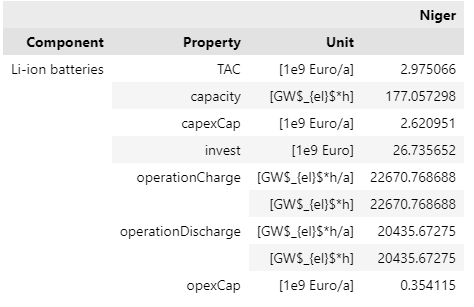 Niger
Component Property Unit
Li-ion batteries TAC [1e9 Euro/a] 2.975066
capacity [GW$_{el}$*h] 177.057298
capexCap [1e9 Euro/a] 2.620951
invest [1e9 Euro] 26.735652
operationCharge [GW$_{el}$*h/a] 22670.768688
[GW$_{el}$*h] 22670.768688
operationDischarge [GW$_{el}$*h/a] 20435.67275
[GW$_{el}$*h] 20435.67275
opexCap [1e9 Euro/a] 0.354115